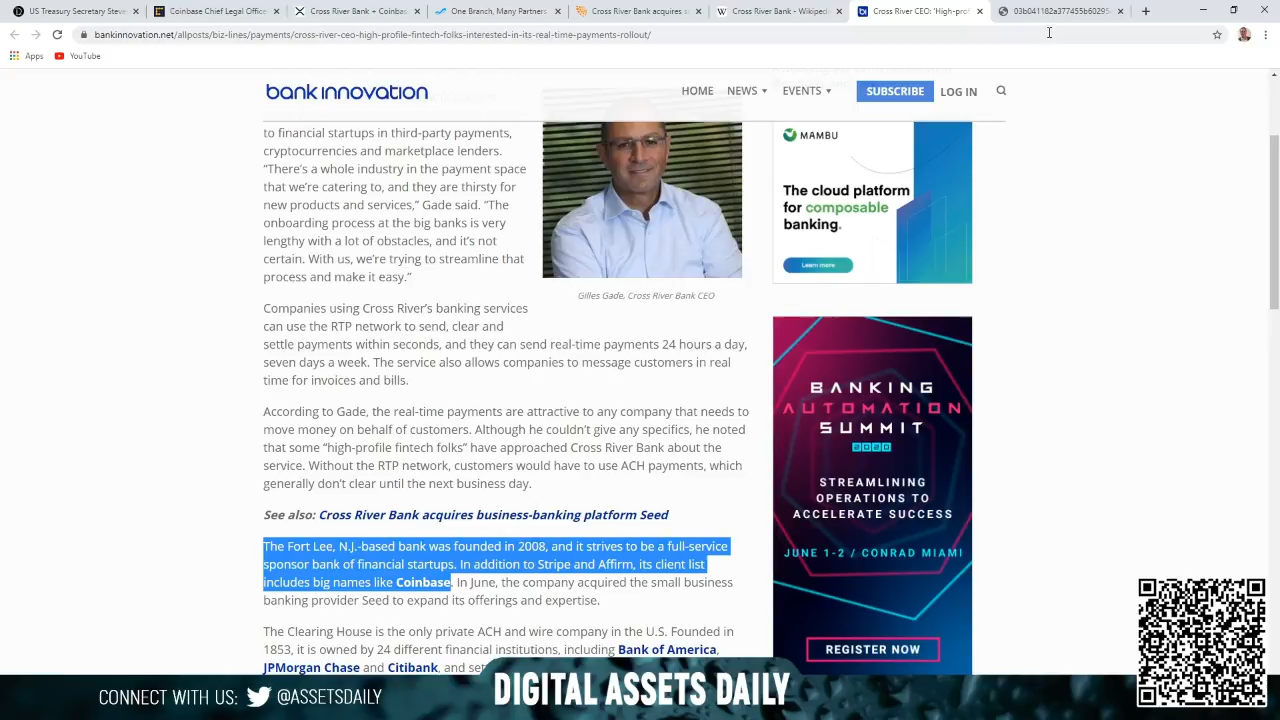 US Treasury Secretary Steve
Coinbase Chief Legal Office
Cross River Bank + Coinbas
One Branch, Many Partners
Cross River Bank acquires s
Cross River Bank - Wikiped
Cross River CEO: 'High-prof
03b041182a377455b60295
bankinnovation.net/allposts/biz-lines/payments/cross-river-ceo-high-profile-fintech-folks-interested-in-its-real-time-payments-rollout/
Apps
YouTube
bank innovation
HOME
NEWS
EVENTS
SUBSCRIBE
LOG IN
to financial startups in third-party payments,
cryptocurrencies and marketplace lenders.
“There’s a whole industry in the payment space
that we’re catering to, and they are thirsty for
new products and services,” Gade said. “The
onboarding process at the big banks is very
lengthy with a lot of obstacles, and it’s not
certain. With us, we’re trying to streamline that
process and make it easy.”
Gilles Gade, Cross River Bank CEO
Companies using Cross River’s banking services
can use the RTP network to send, clear and
settle payments within seconds, and they can send real-time payments 24 hours a day,
seven days a week. The service also allows companies to message customers in real
time for invoices and bills.
According to Gade, the real-time payments are attractive to any company that needs to
move money on behalf of customers. Although he couldn’t give any specifics, he noted
that some “high-profile fintech folks” have approached Cross River Bank about the
service. Without the RTP network, customers would have to use ACH payments, which
generally don’t clear until the next business day.
See also: Cross River Bank acquires business-banking platform Seed
The Fort Lee, N.J.-based bank was founded in 2008, and it strives to be a full-service
sponsor bank of financial startups. In addition to Stripe and Affirm, its client list
includes big names like Coinbase. In June, the company acquired the small business
banking provider Seed to expand its offerings and expertise.
The Clearing House is the only private ACH and wire company in the U.S. Founded in
1853, it is owned by 24 different financial institutions, including Bank of America,
JPMorgan Chase and Citibank, and set
MAMBU
The cloud platform
for composable
banking.
Learn more
BANKING
AUTOMATION
SUMMIT
2020
STREAMLINING
OPERATIONS TO
ACCELERATE SUCCESS
JUNE 1-2 / CONRAD MIAMI
REGISTER NOW
CONNECT WITH US: @ASSETSDAILY
DIGITAL ASSETS DAILY